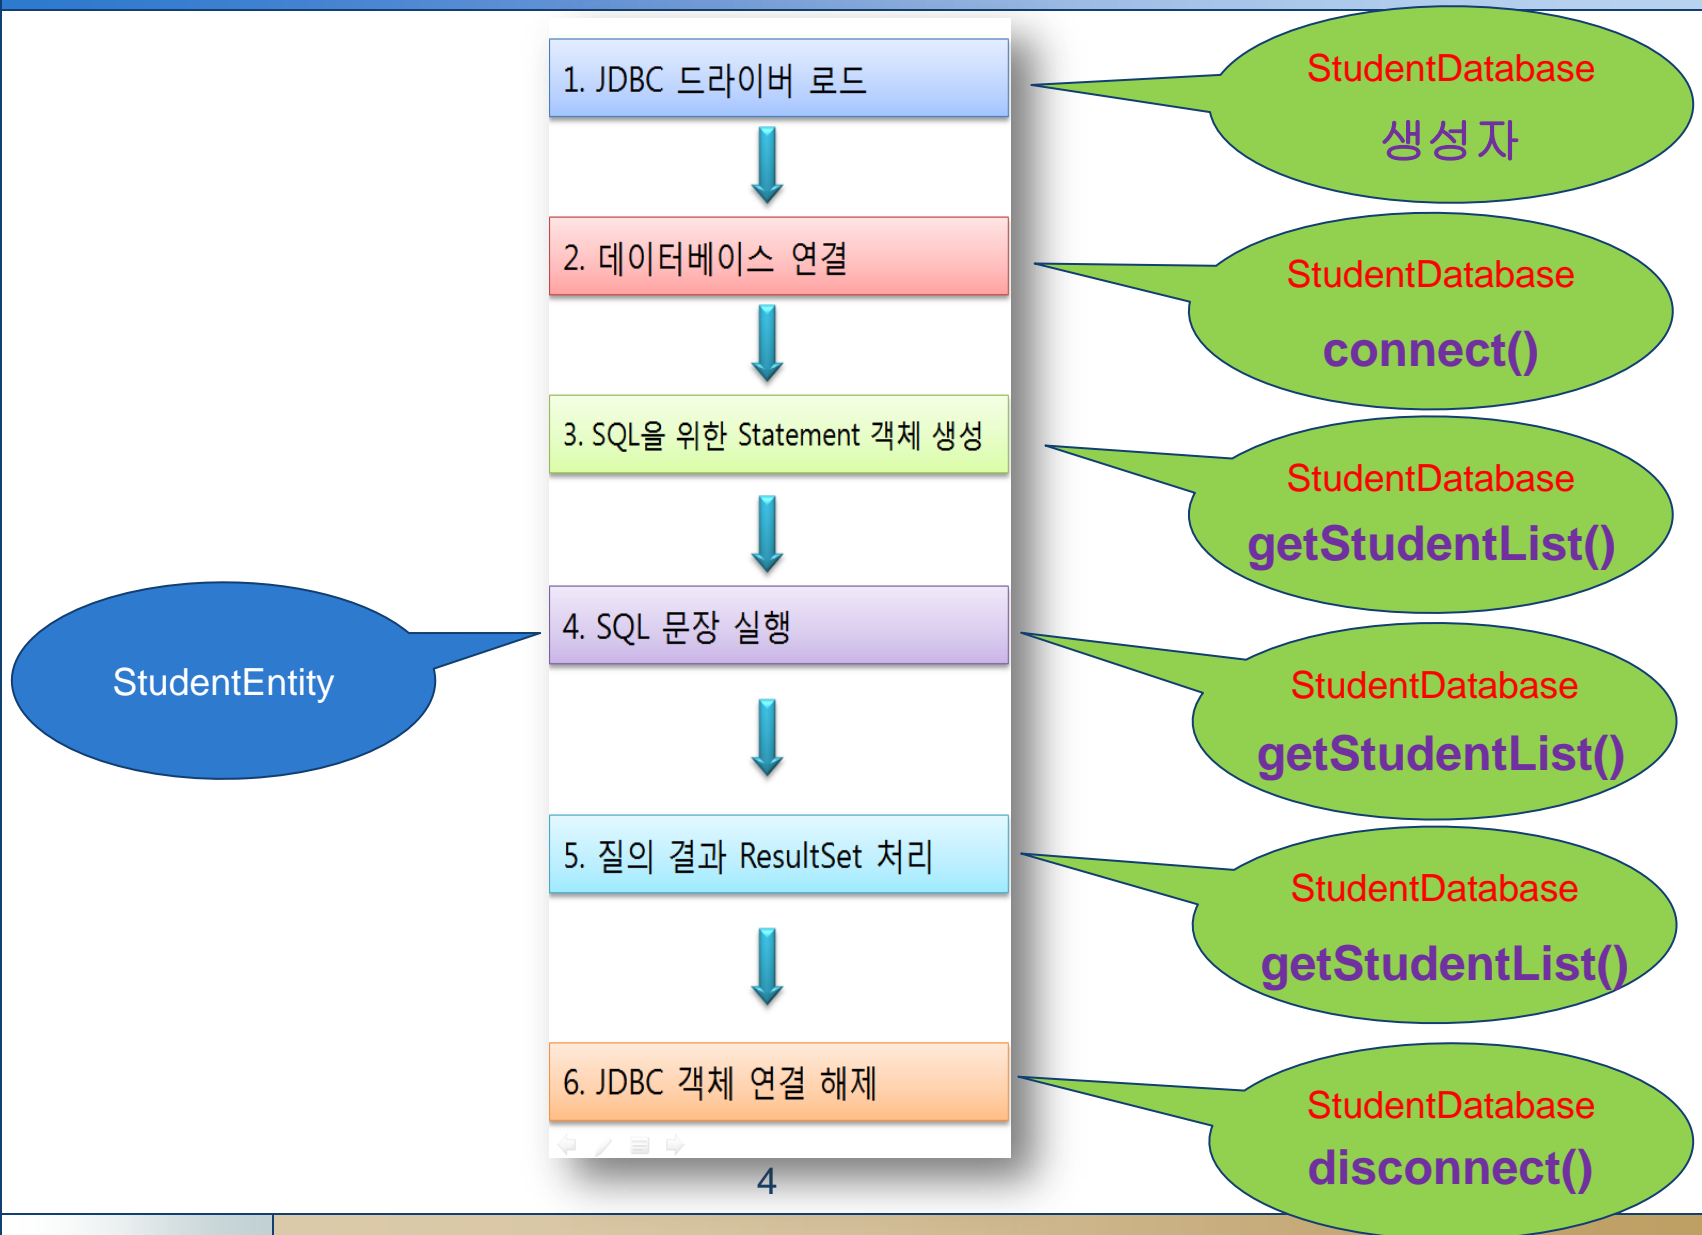 1. JDBC 드라이버 로드
StudentDatabase
생성자
2. 데이터베이스 연결
StudentDatabase
connect()
3. SQL을 위한 Statement 객체 생성
StudentDatabase
getStudentList()
4. SQL 문장 실행
StudentEntity
StudentDatabase
getStudentList()
5. 질의 결과 ResultSet 처리
StudentDatabase
getStudentList()
6. JDBC 객체 연결 해제
StudentDatabase
disconnect()
4